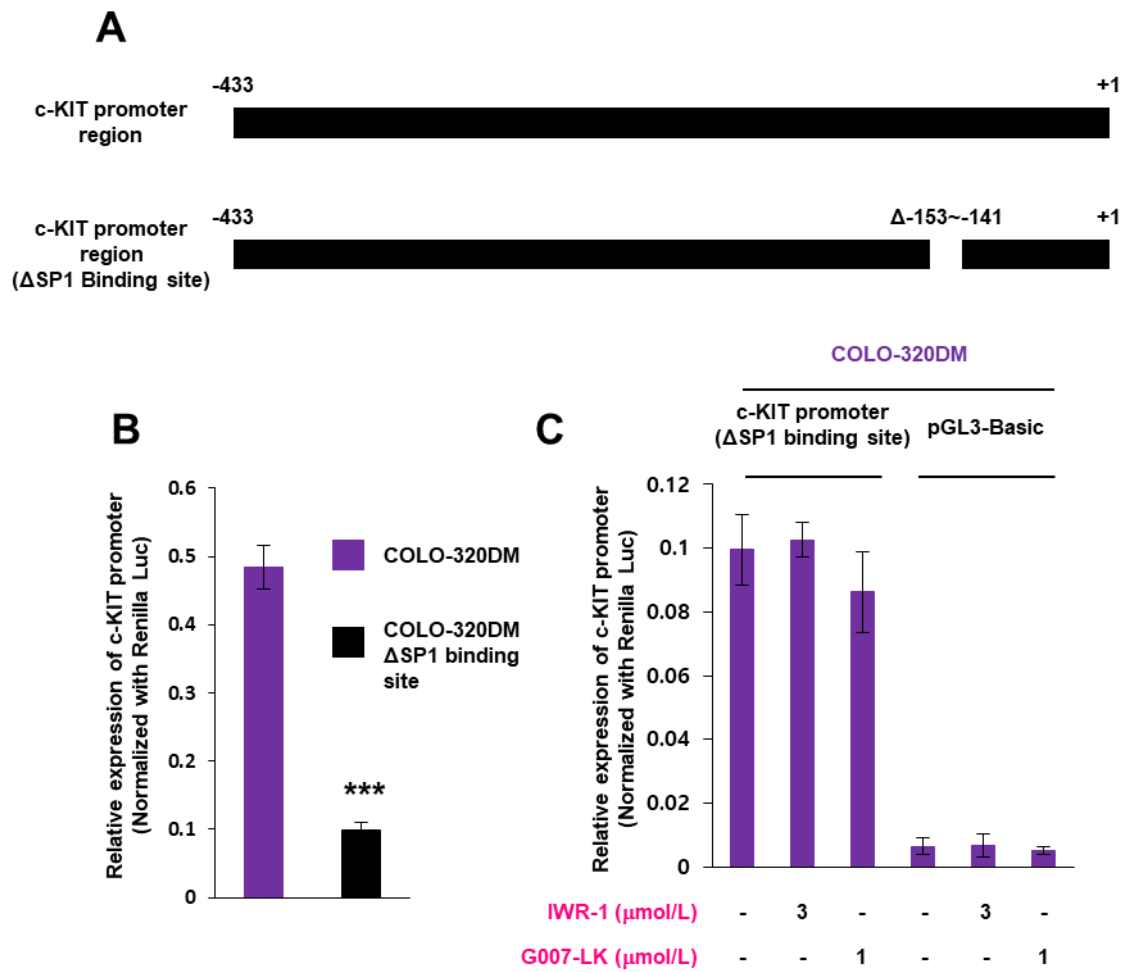 A
-433
+1
c-KIT promoter
region
-433
Δ-153~-141
+1
c-KIT promoter
region
(ΔSP1 Binding site)
B
Relative expression of c-KIT promoter
(Normalized with Renilla Luc)
0.6
0.5
0.4
0.3
0.2
0.1
0
***
COLO-320DM
COLO-320DM
ΔSP1 binding
site
C
COLO-320DM
c-KIT promoter
(ΔSP1 binding site)
pGL3-Basic
Relative expression of c-KIT promoter
(Normalized with Renilla Luc)
0.12
0.1
0.08
0.06
0.04
0.02
0
IWR-1 (μmol/L) - 3 - - 3 -
G007-LK (μmol/L) - - 1 - - 1